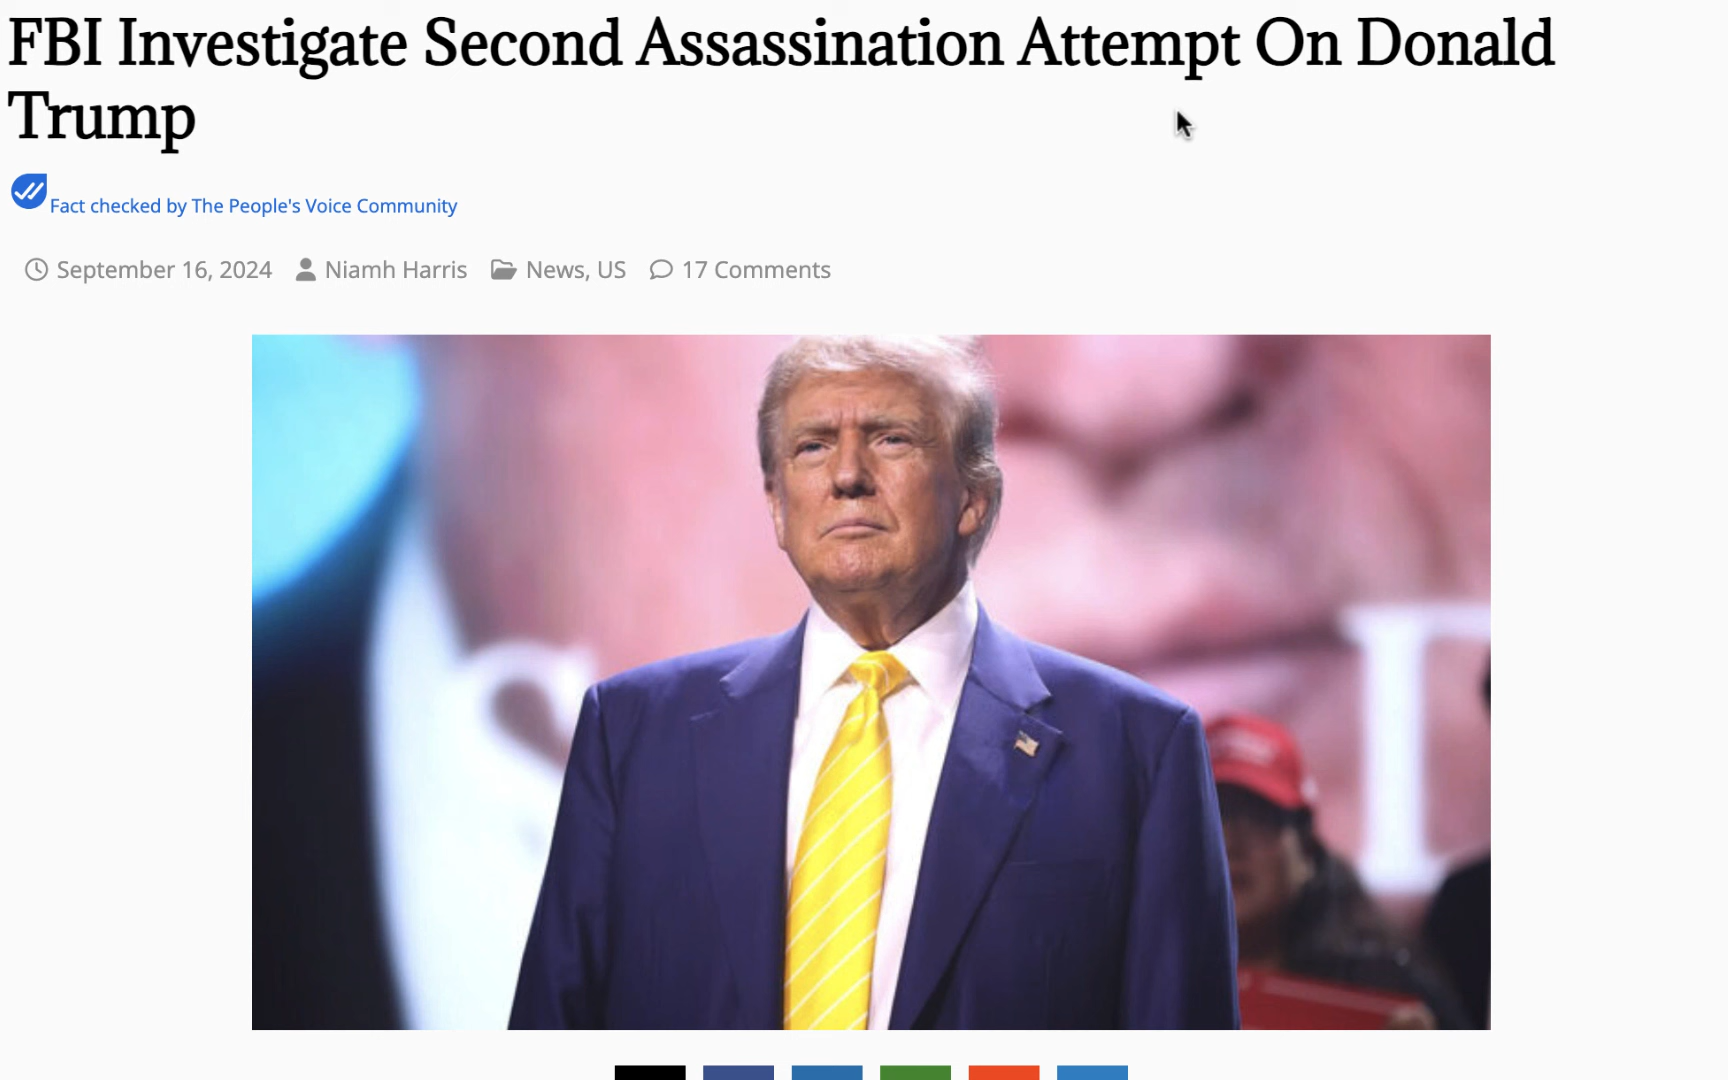 FBI Investigate Second Assassination Attempt On Donald
Trump
Fact checked by The People's Voice Community
September 16, 2024 Niamh Harris News, US 17 Comments